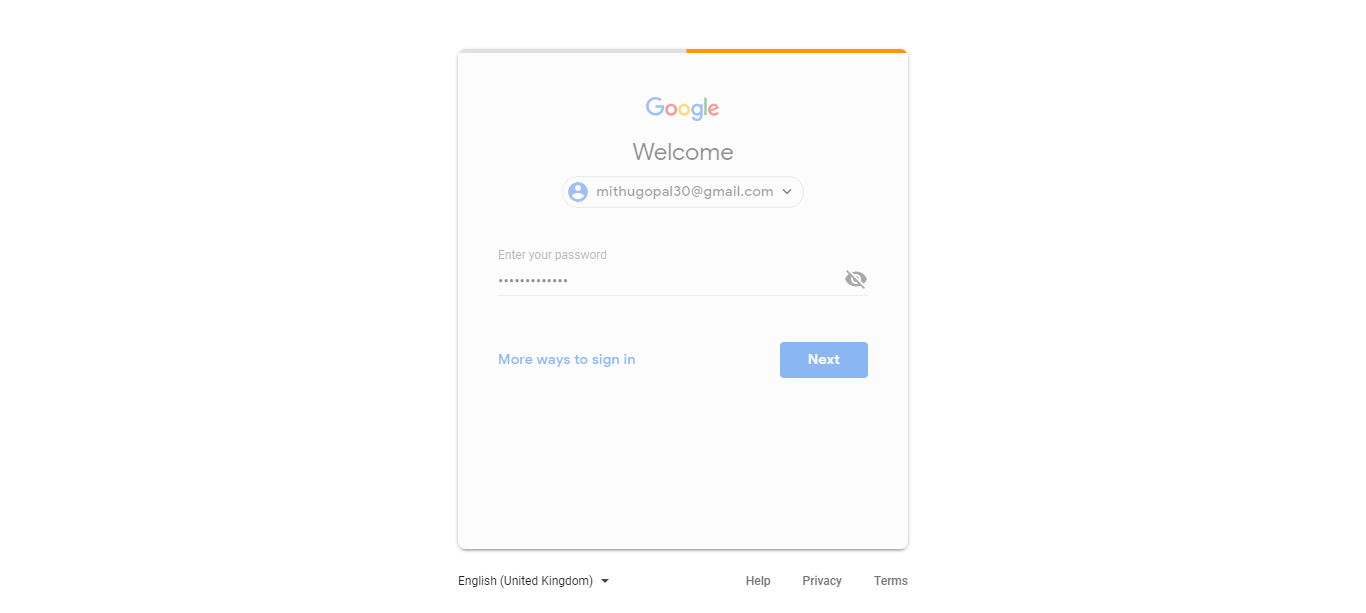 Google
Welcome
mithugopal30@gmail.com
Enter your password
•••••••••••••
More ways to sign in
Next
English (United Kingdom)
Help Privacy Terms